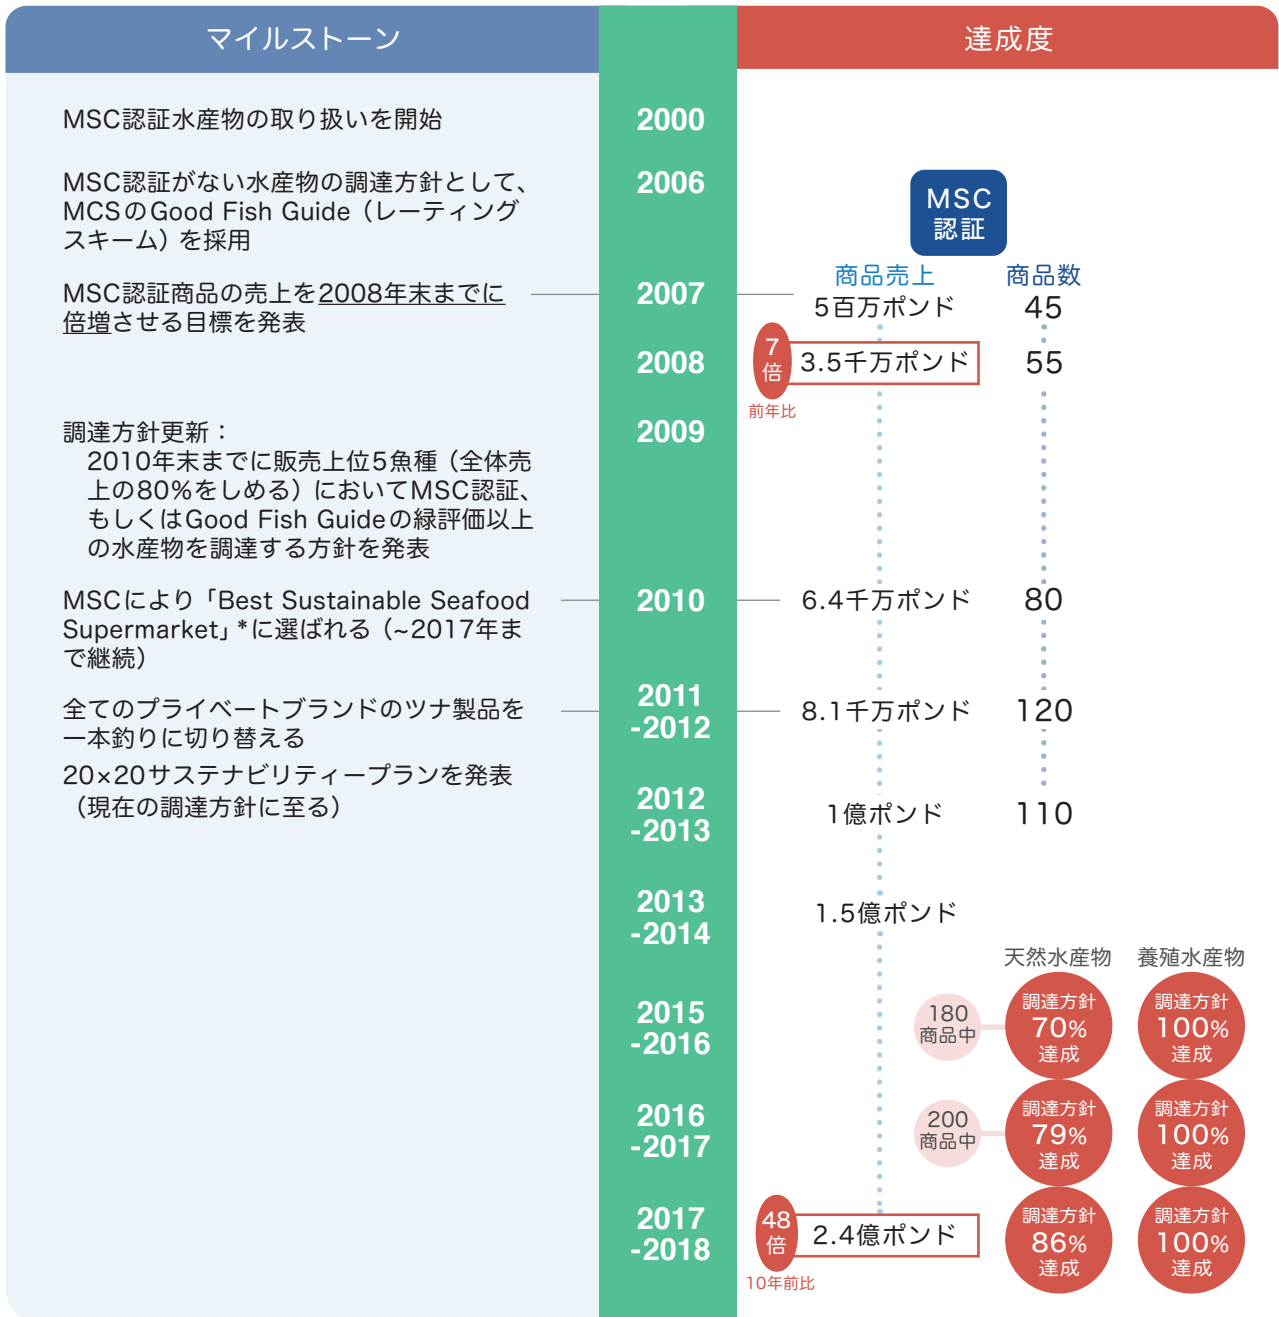 マイルストーン
達成度
MSC認証水産物の取り扱いを開始
2000
MSC認証がない水産物の調達方針として、
MCSのGood Fish Guide（レーティング
スキーム）を採用
2006
MSC
認証
商品売上
商品数
MSC認証商品の売上を2008年末までに
倍増させる目標を発表
2007
5百万ポンド
45
2008
7
倍
前年比
3.5千万ポンド
55
調達方針更新：
2010年末までに販売上位5魚種（全体売
上の80%をしめる）においてMSC認証、
もしくはGood Fish Guideの緑評価以上
の水産物を調達する方針を発表
2009
MSCにより「Best Sustainable Seafood
Supermarket」*に選ばれる（~2017年ま
で継続）
2010
6.4千万ポンド
80
全てのプライベートブランドのツナ製品を
一本釣りに切り替える
2011
-2012
8.1千万ポンド
120
20×20サステナビリティープランを発表
（現在の調達方針に至る）
2012
-2013
1億ポンド
110
2013
-2014
1.5億ポンド
天然水産物
養殖水産物
2015
-2016
180
商品中
調達方針
70%
達成
調達方針
100%
達成
2016
-2017
200
商品中
調達方針
79%
達成
調達方針
100%
達成
2017
-2018
48
倍
10年前比
2.4億ポンド
調達方針
86%
達成
調達方針
100%
達成